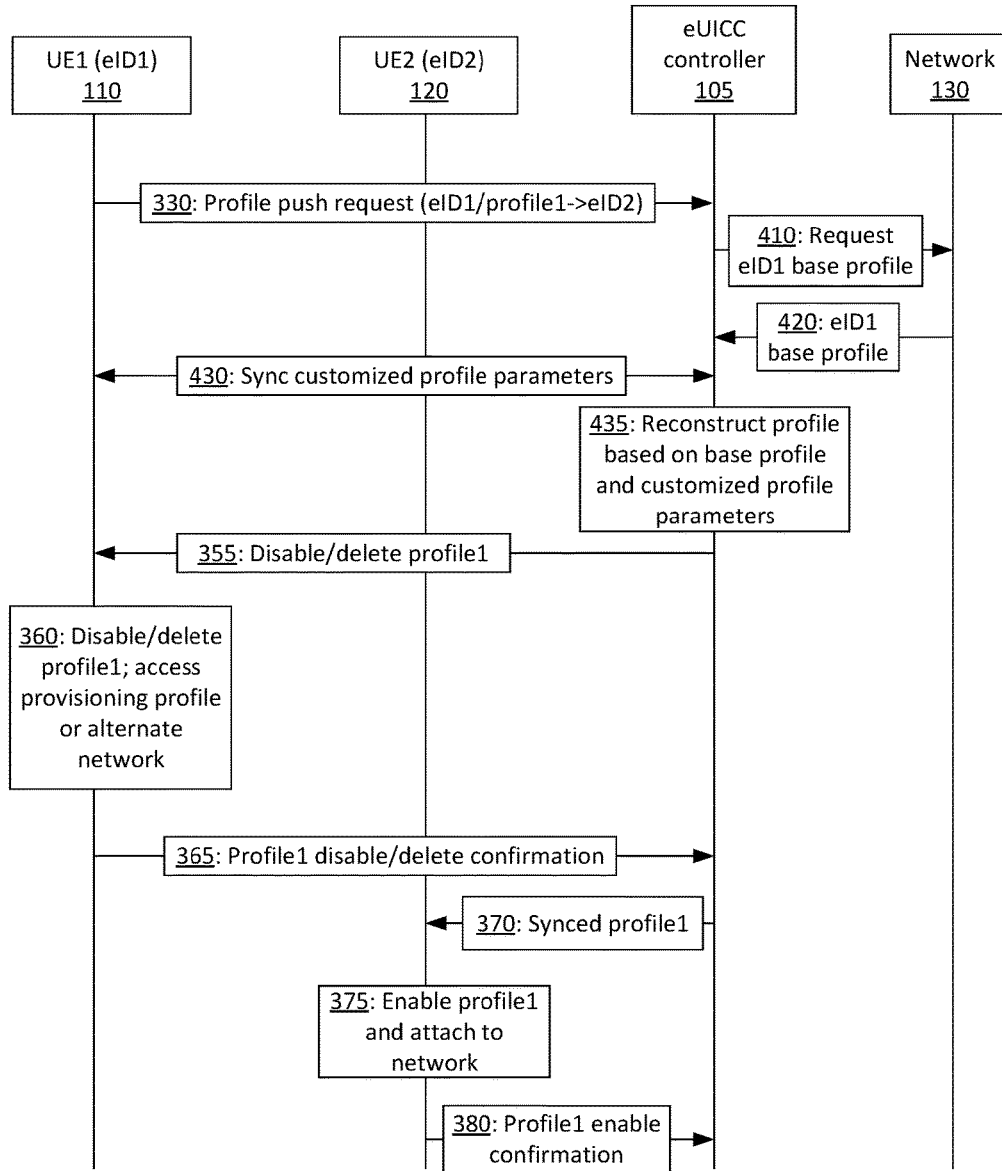 UE1 (eID1)
110
UE2 (eID2)
120
eUICC
controller
105
Network
130
330: Profile push request (eID1/profile1->eID2)
410: Request
eID1 base profile
420: eID1
base profile
430: Sync customized profile parameters
435: Reconstruct profile
based on base profile
and customized profile
parameters
355: Disable/delete profile1
360: Disable/delete
profile1; access
provisioning profile
or alternate
network
365: Profile1 disable/delete confirmation
370: Synced profile1
375: Enable profile1
and attach to
network
380: Profile1 enable
confirmation